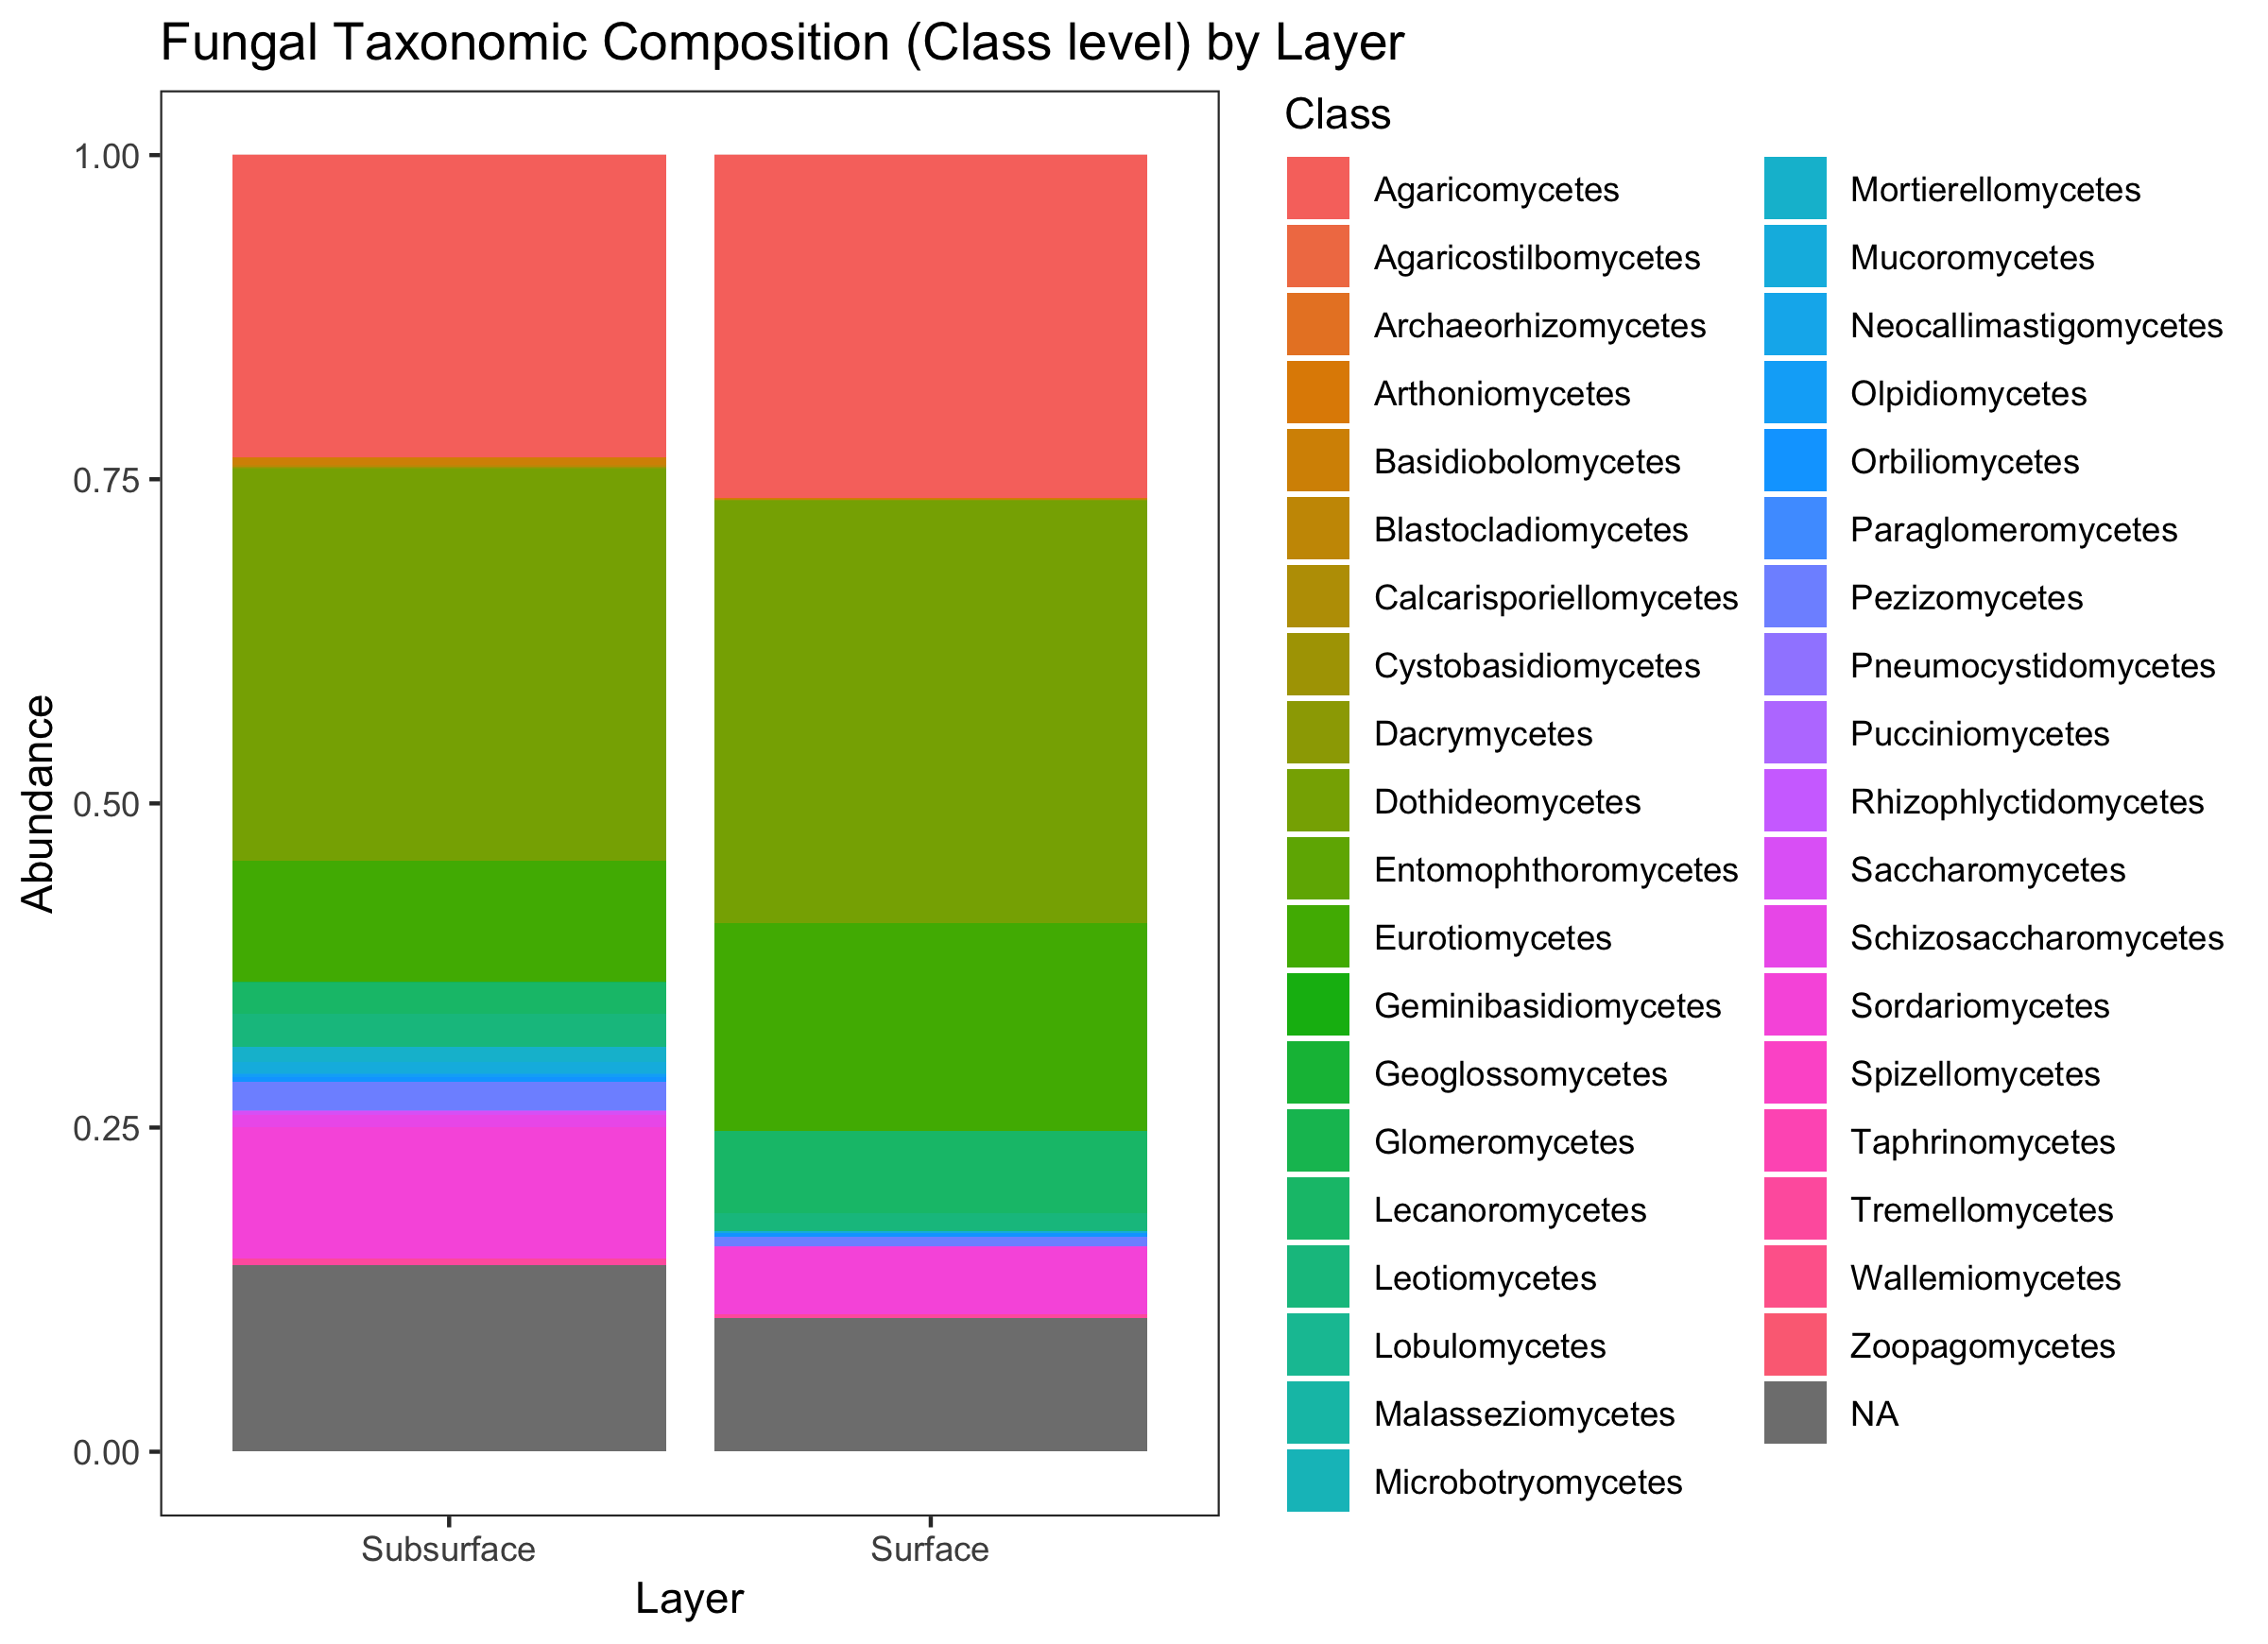 Fungal Taxonomic Composition (Class level) by Layer
Abundance
1.00
0.75
0.50
0.25
0.00
Subsurface
Surface
Layer
Class
Agaricomycetes
Agaricostilbomycetes
Archaeorhizomycetes
Arthoniomycetes
Basidiobolomycetes
Blastocladiomycetes
Calcarisporiellomycetes
Cystobasidiomycetes
Dacrymycetes
Dothideomycetes
Entomophthoromycetes
Eurotiomycetes
Geminibasidiomycetes
Geoglossomycetes
Glomeromycetes
Lecanoromycetes
Leotiomycetes
Lobulomycetes
Malasseziomycetes
Microbotryomycetes
Mortierellomycetes
Mucoromycetes
Neocallimastigomycetes
Olpidiomycetes
Orbiliomycetes
Paraglomeromycetes
Pezizomycetes
Pneumocystidomycetes
Pucciniomycetes
Rhizophlyctidomycetes
Saccharomycetes
Schizosaccharomycetes
Sordariomycetes
Spizellomycetes
Taphrinomycetes
Tremellomycetes
Wallemiomycetes
Zoopagomycetes
NA